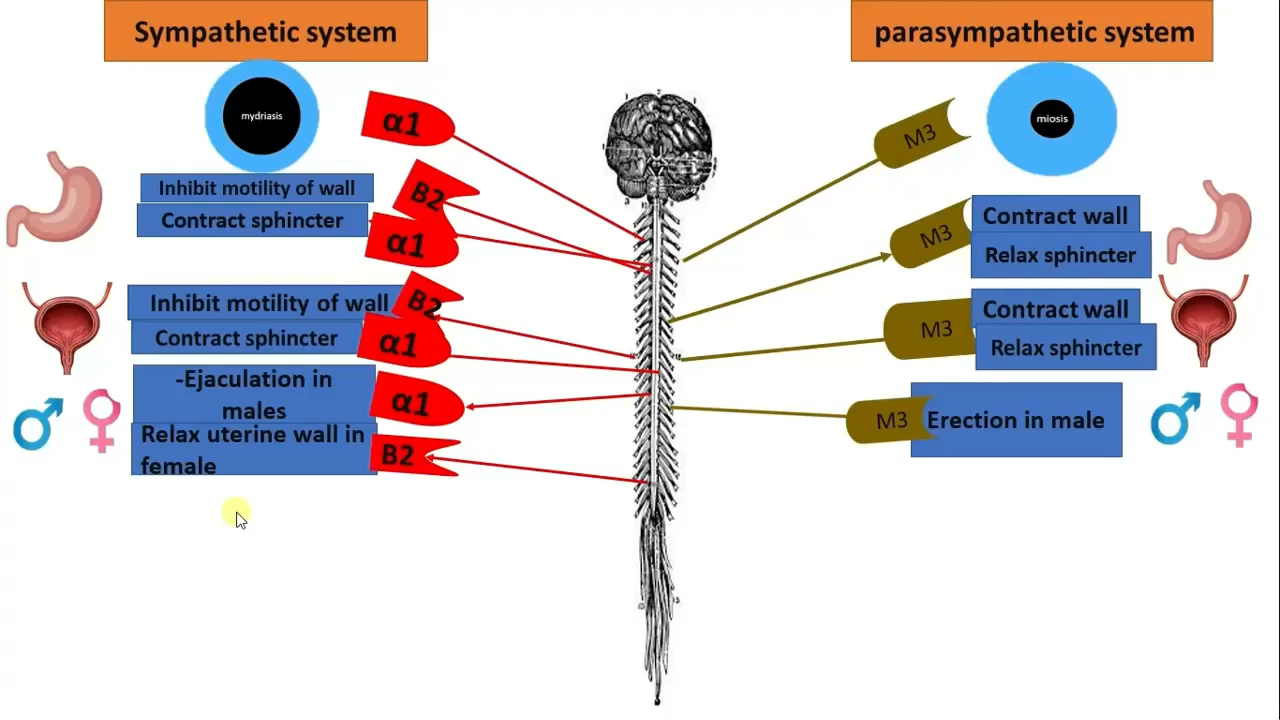 Sympathetic system
parasympathetic system
mydriasis
α1
M3
miosis
Inhibit motility of wall
B2
Contract sphincter
α1
M3
Contract wall
Relax sphincter
Inhibit motility of wall
B2
Contract sphincter
α1
M3
Contract wall
Relax sphincter
-Ejaculation in
males
α1
M3
Erection in male
Relax uterine wall in
female
B2